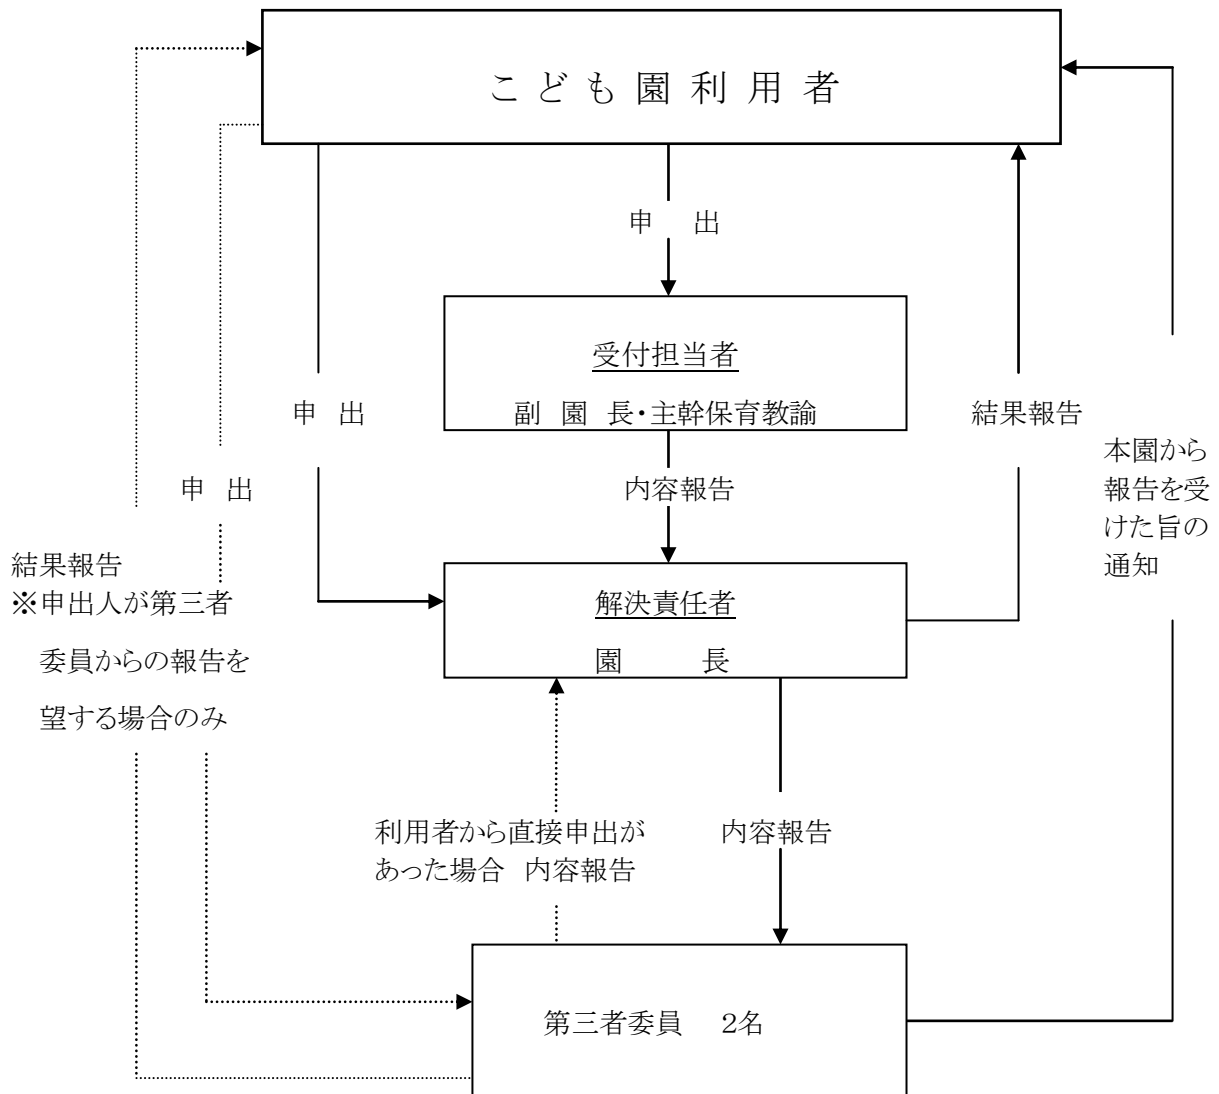 こ ど も 園 利 用 者
申　出
受付担当者
副　園　長・主幹保育教諭
申　出
結果報告
本園から
報告を受
けた旨の
通知
申　出
内容報告
結果報告
※申出人が第三者
委員からの報告を
望する場合のみ
解決責任者
園　　長
利用者から直接申出が
あった場合　内容報告
内容報告
第三者委員　2名